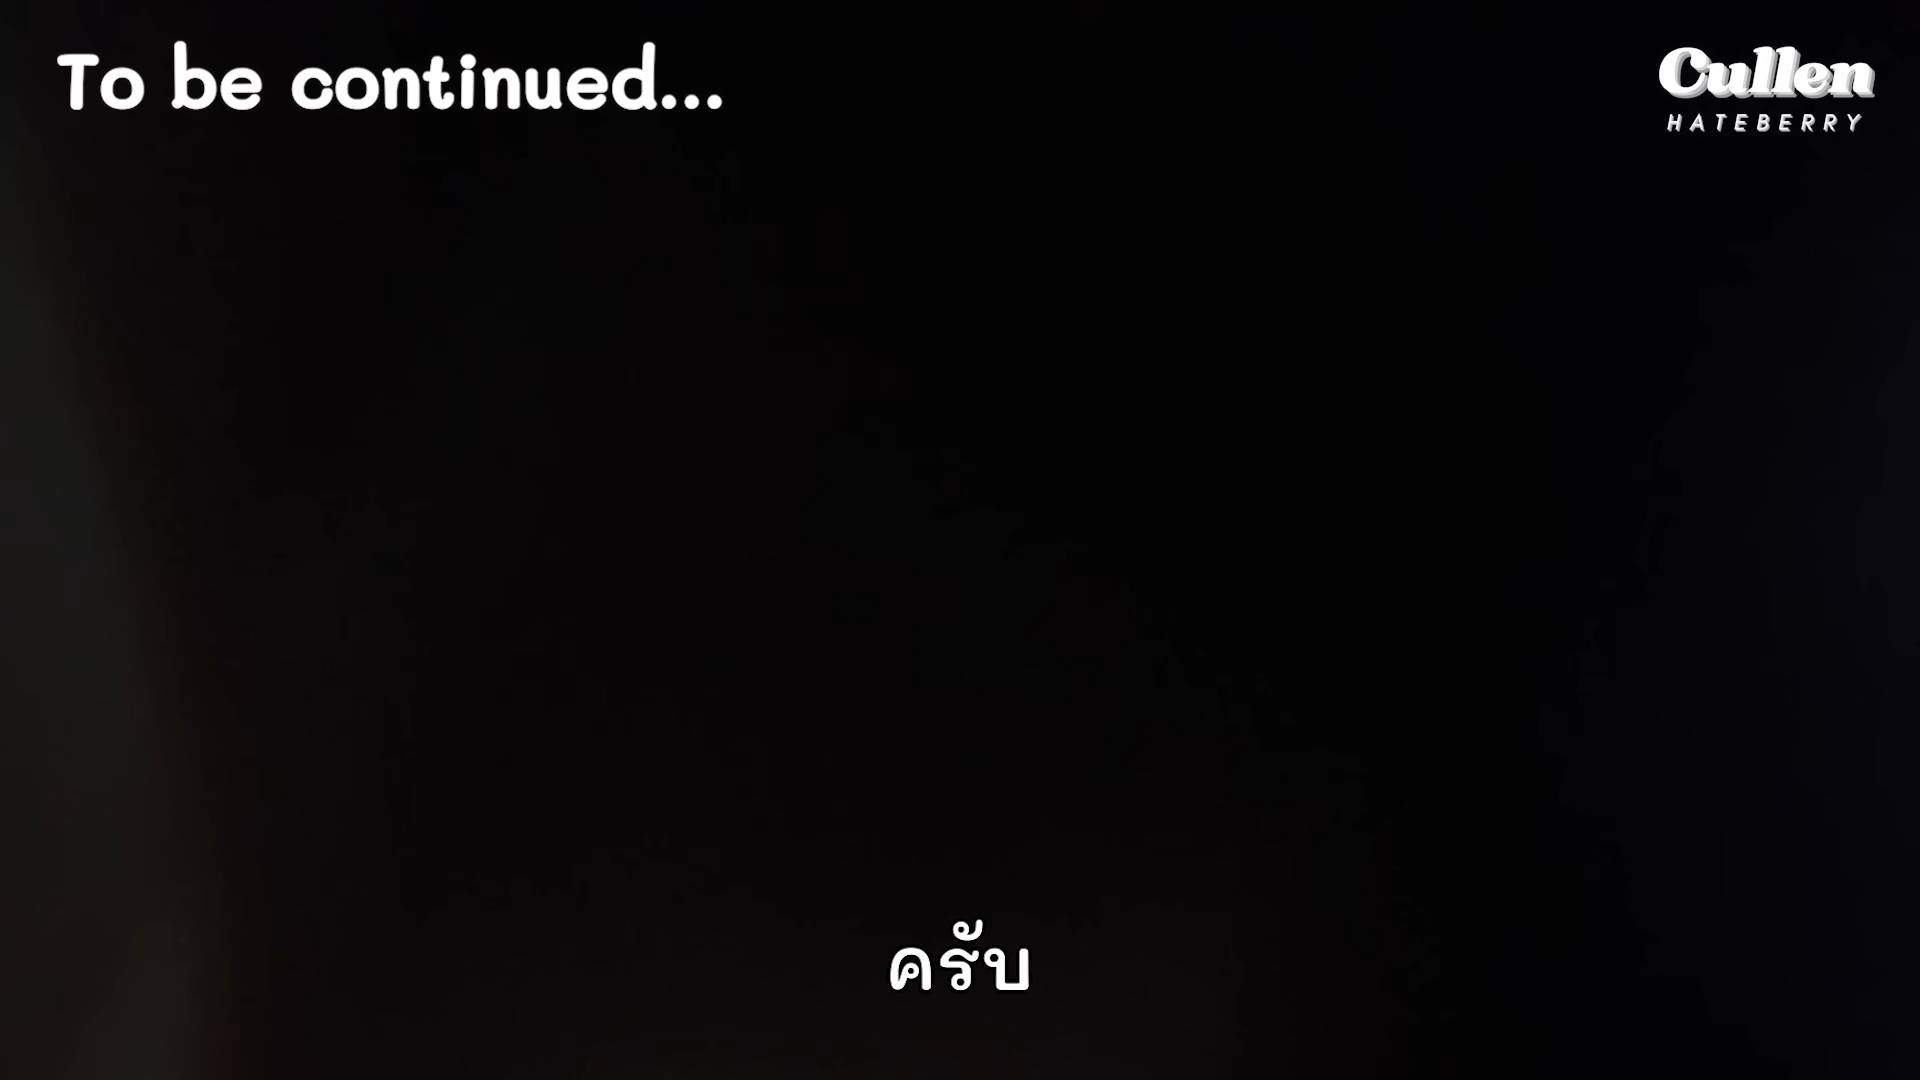 To be continued...
Cullen
HATEBERRY
ครับ